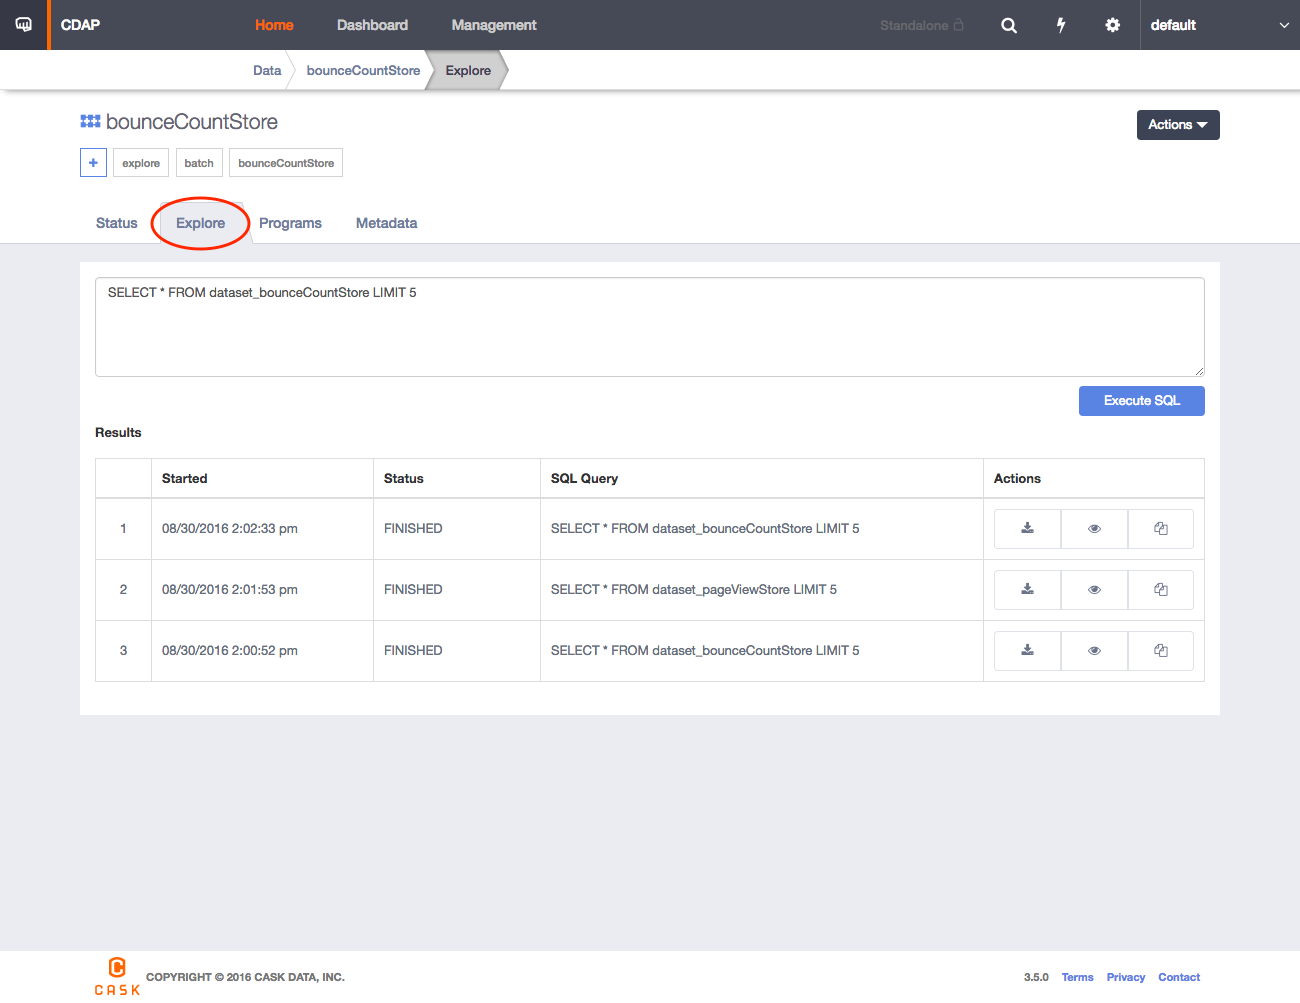 CDAP Home Dashboard Management Standalone default
Data bounceCountStore Explore
bounceCountStore Actions
+ explore batch bounceCountStore
Status Explore Programs Metadata
SELECT * FROM dataset_bounceCountStore LIMIT 5
Execute SQL
Results
Started Status SQL Query Actions
1 08/30/2016 2:02:33 pm FINISHED SELECT * FROM dataset_bounceCountStore LIMIT 5
2 08/30/2016 2:01:53 pm FINISHED SELECT * FROM dataset_pageViewStore LIMIT 5
3 08/30/2016 2:00:52 pm FINISHED SELECT * FROM dataset_bounceCountStore LIMIT 5
CASK COPYRIGHT © 2016 CASK DATA, INC. 3.5.0 Terms Privacy Contact